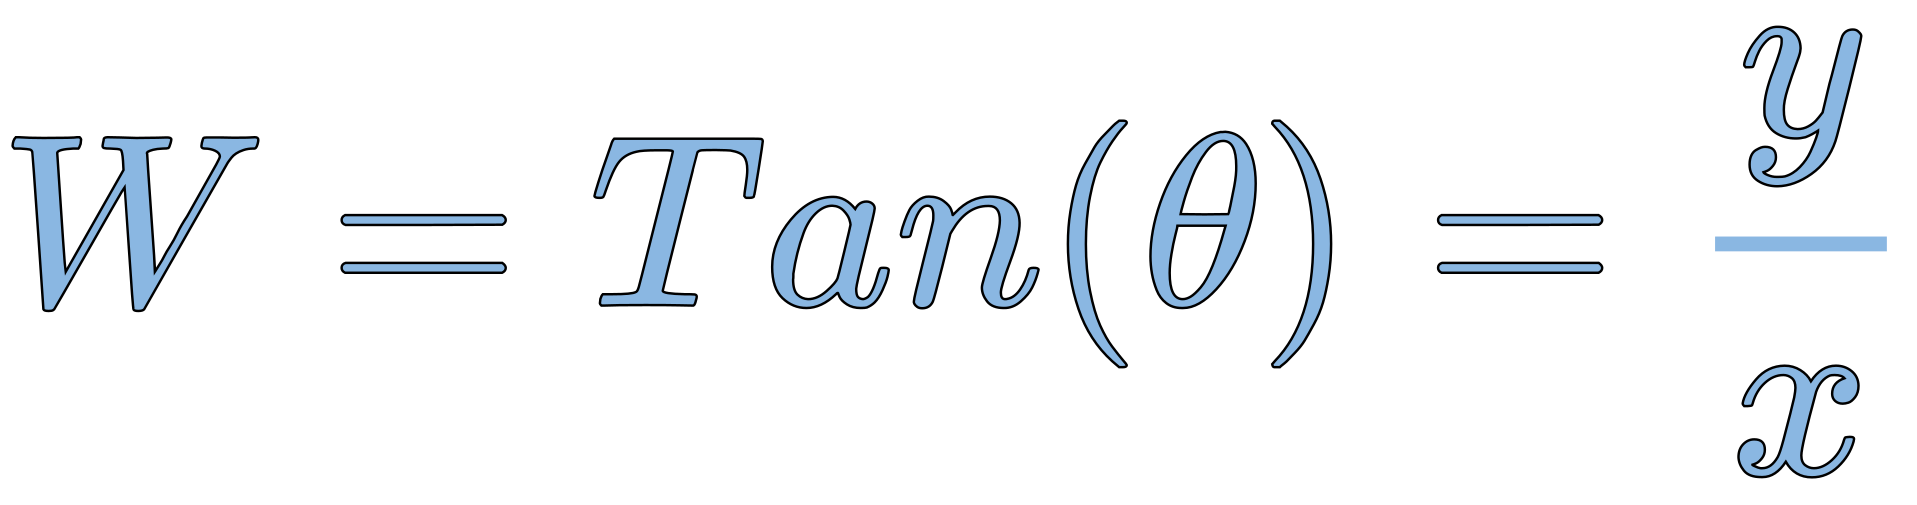 W = Tan(θ) = y/x